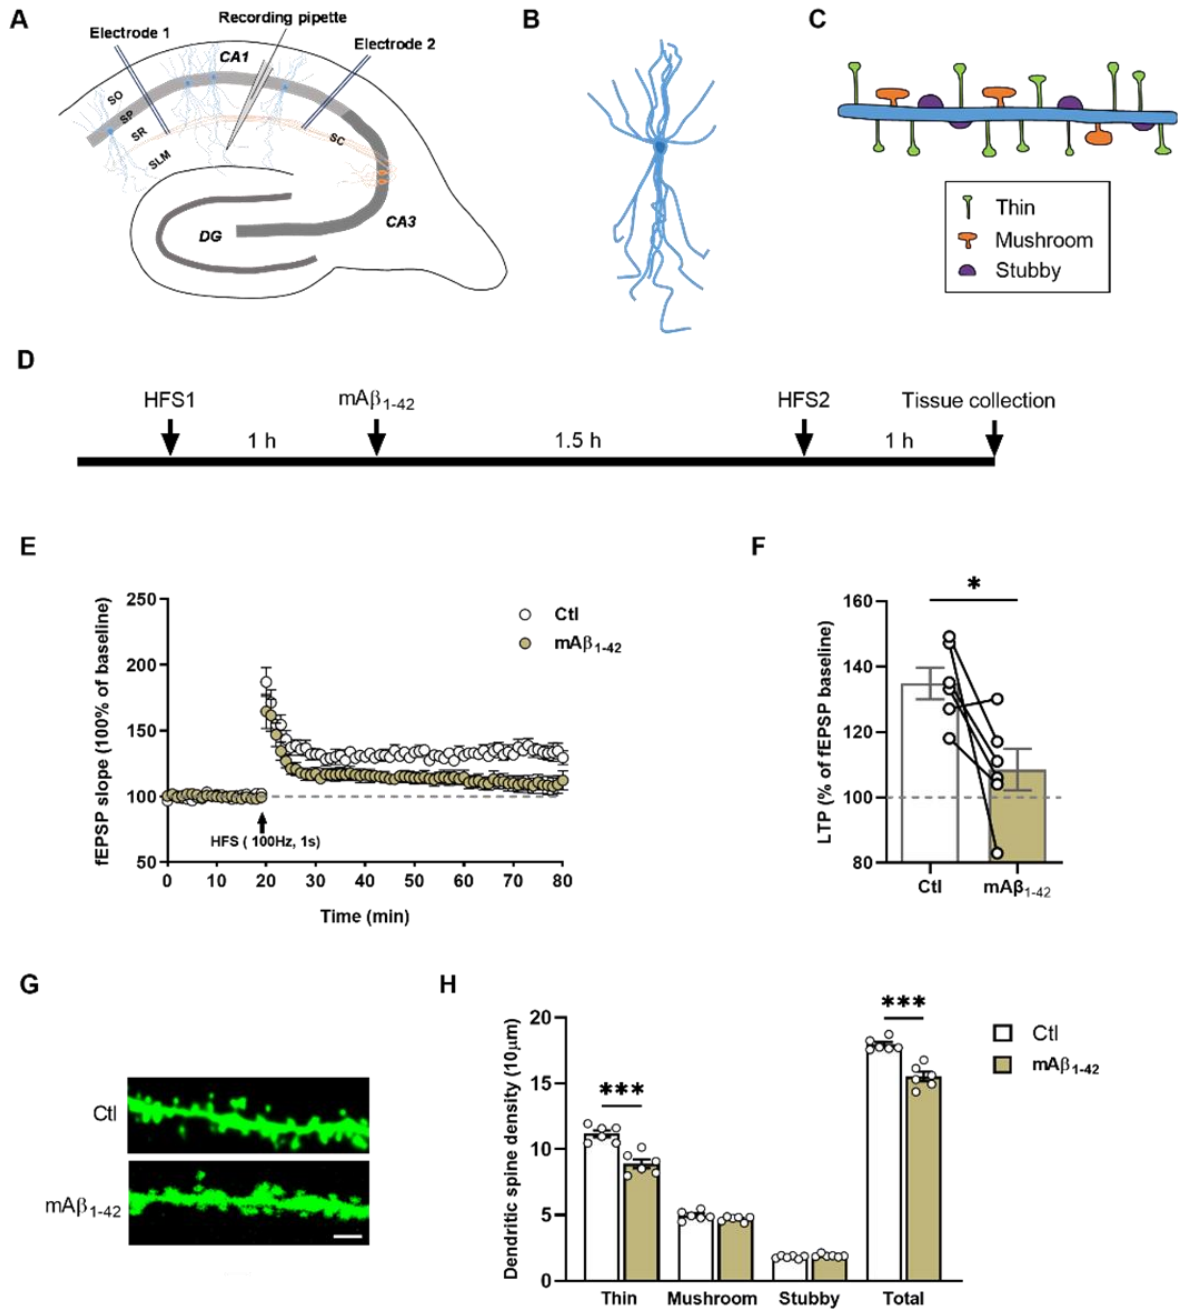 A
Recording pipette
Electrode 1
Electrode 2
CA1
SO
SP
SR
SLM
SC
CA3
DG
B
C
Thin
Mushroom
Stubby
D
HFS1
mAβ1-42
HFS2
Tissue collection
1 h
1.5 h
1 h
E
fEPSP slope (100% of baseline)
250
200
150
100
50
Ctl
mAβ1-42
HFS ( 100Hz, 1s)
0 10 20 30 40 50 60 70 80
Time (min)
F
*
LTP (% of fEPSP baseline)
160
140
120
100
80
Ctl mAβ1-42
G
Ctl
mAβ1-42
H
Dendritic spine density (10μm)
20
15
10
5
0
***
***
Ctl
mAβ1-42
Thin Mushroom Stubby Total